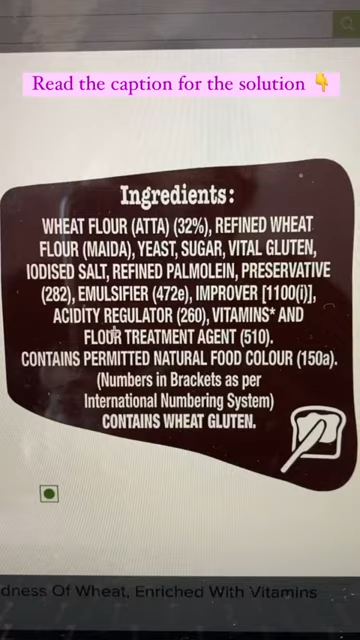 Read the caption for the solution 👇
Ingredients:
WHEAT FLOUR (ATTA) (32%), REFINED WHEAT
FLOUR (MAIDA), YEAST, SUGAR, VITAL GLUTEN,
IODISED SALT, REFINED PALMOLEIN, PRESERVATIVE
(282), EMULSIFIER (472e), IMPROVER [1100(i)],
ACIDITY REGULATOR (260), VITAMINS* AND
FLOUR TREATMENT AGENT (510).
CONTAINS PERMITTED NATURAL FOOD COLOUR (150a).
(Numbers in Brackets as per
International Numbering System)
CONTAINS WHEAT GLUTEN.
dness Of Wheat, Enriched With Vitamins